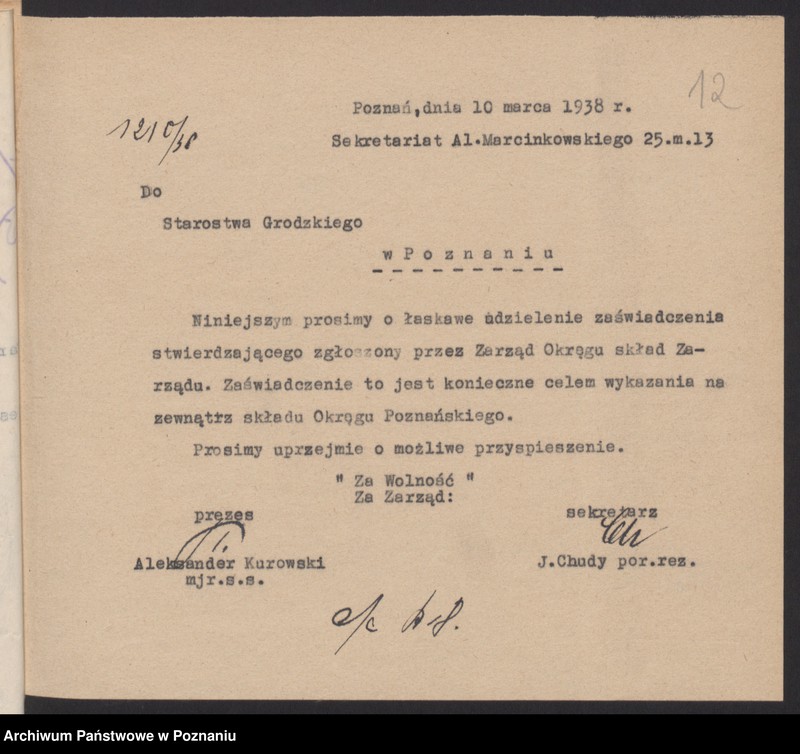 12
Poznań,dnia 10 marca 1938 r.
1210/38
Sekretariat Al.Marcinkowskiego 25.m.13
Do
Starostwa Grodzkiego
w P o z n a n i u
Niniejszym prosimy o łaskawe udzielenie zaświadczenia
stwierdzającego zgłoszony przez Zarząd Okręgu skład Za-
rządu. Zaświadczenie to jest konieczne celem wykazania na
zewnątrz składu Okręgu Poznańskiego.
Prosimy uprzejmie o możliwe przyspieszenie.
" Za Wolność "
Za Zarząd:
prezes sekretarz
Aleksander Kurowski J.Chudy por.rez.
mjr.s.s.
a/c
Archiwum Państwowe w Poznaniu